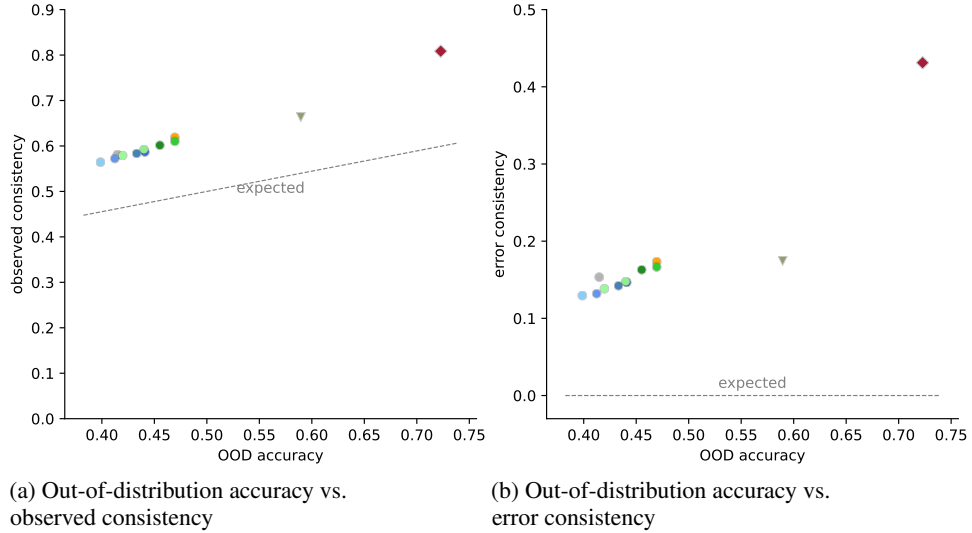 0.9
0.8
0.7
0.6
0.5
0.4
0.3
0.2
0.1
0.0
observed consistency
expected
0.40 0.45 0.50 0.55 0.60 0.65 0.70 0.75
OOD accuracy
(a) Out-of-distribution accuracy vs.
observed consistency
0.5
0.4
0.3
0.2
0.1
0.0
error consistency
expected
0.40 0.45 0.50 0.55 0.60 0.65 0.70 0.75
OOD accuracy
(b) Out-of-distribution accuracy vs.
error consistency